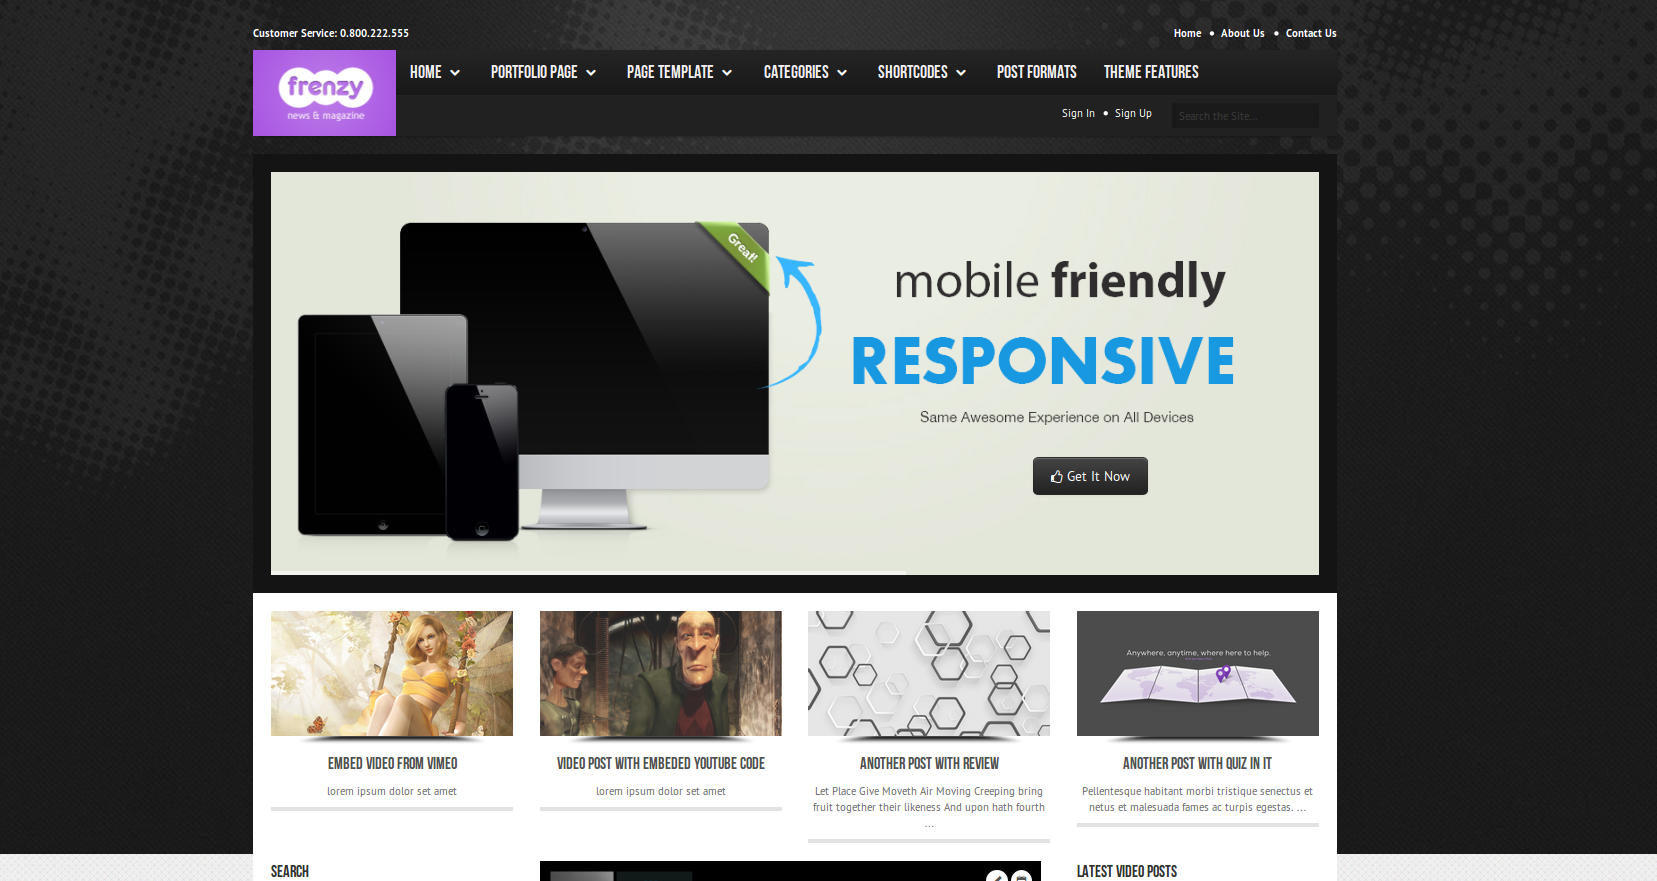 Customer Service: 0.800.222.555
Home • About Us • Contact Us
frenzy
news & magazine
HOME PORTFOLIO PAGE PAGE TEMPLATE CATEGORIES SHORTCODES POST FORMATS THEME FEATURES
Sign In • Sign Up
Search the Site...
Great!
mobile friendly
RESPONSIVE
Same Awesome Experience on All Devices
Get It Now
Anywhere, anytime, where here to help.
EMBED VIDEO FROM VIMEO
lorem ipsum dolor set amet
VIDEO POST WITH EMBEDED YOUTUBE CODE
lorem ipsum dolor set amet
ANOTHER POST WITH REVIEW
Let Place Give Moveth Air Moving Creeping bring
fruit together their likeness And upon hath fourth
...
ANOTHER POST WITH QUIZ IN IT
Pellentesque habitant morbi tristique senectus et
netus et malesuada fames ac turpis egestas. ...
SEARCH
LATEST VIDEO POSTS